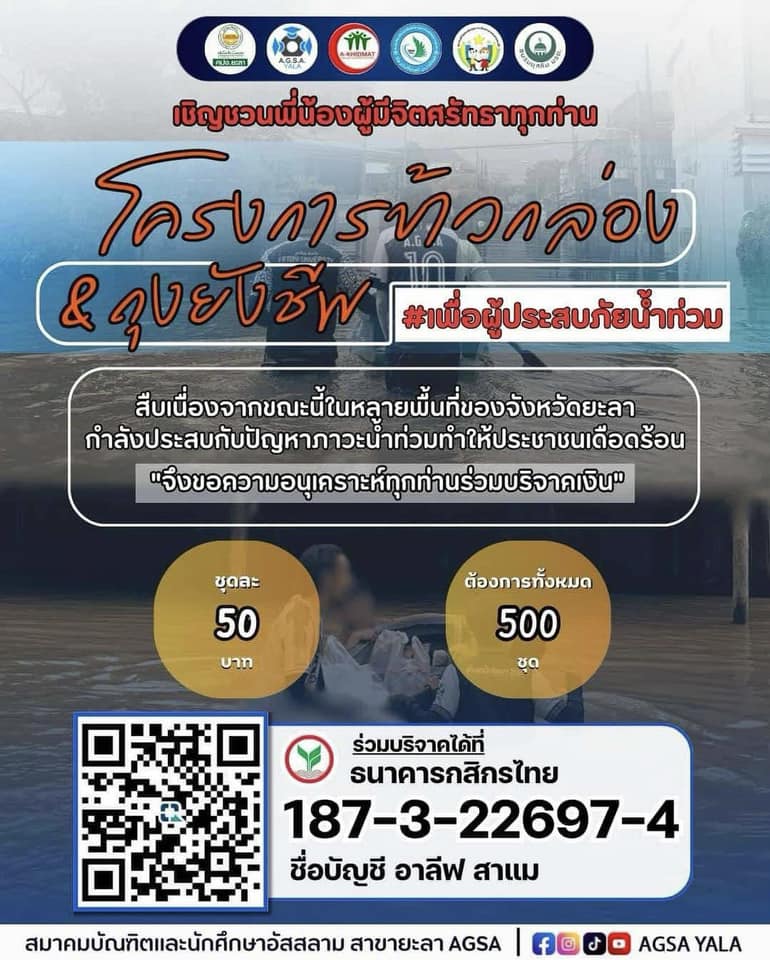 คปอ.ยะลา
A.G.S.A.
YALA
A-KHIDMAT
เชิญชวนพี่น้องผู้มีจิตศรัทธาทุกท่าน
โครงการข้าวกล่อง
& ถุงยังชีพ
#เพื่อผู้ประสบภัยน้ำท่วม
A.G.S.A
10
สืบเนื่องจากขณะนี้ในหลายพื้นที่ของจังหวัดยะลา
กำลังประสบกับปัญหาภาวะน้ำท่วมทำให้ประชาชนเดือดร้อน
"จึงขอความอนุเคราะห์ทุกท่านร่วมบริจาคเงิน"
ชุดละ
50
บาท
ต้องการทั้งหมด
500
ชุด
ร่วมบริจาคได้ที่
ธนาคารกสิกรไทย
187-3-22697-4
ชื่อบัญชี อาลีฟ สาแม
สมาคมบัณฑิตและนักศึกษาอัสสลาม สาขายะลา AGSA | AGSA YALA